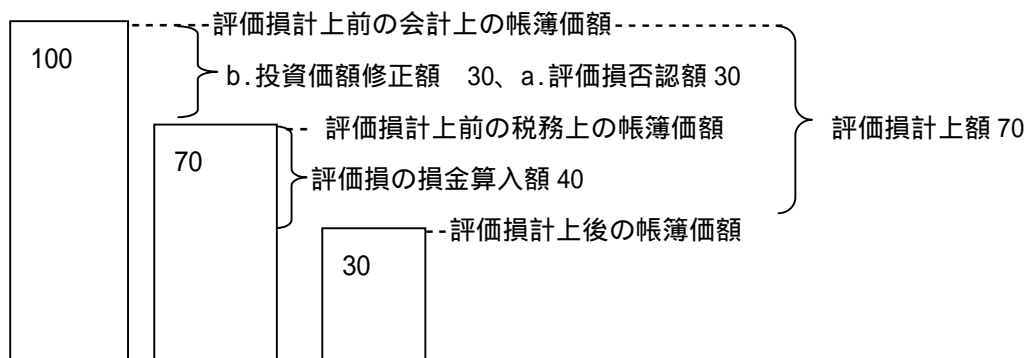 評価損計上前の会計上の帳簿価額
100
b.投資価額修正額　30、a.評価損否認額 30
評価損計上前の税務上の帳簿価額
評価損計上額 70
70
評価損の損金算入額 40
評価損計上後の帳簿価額
30